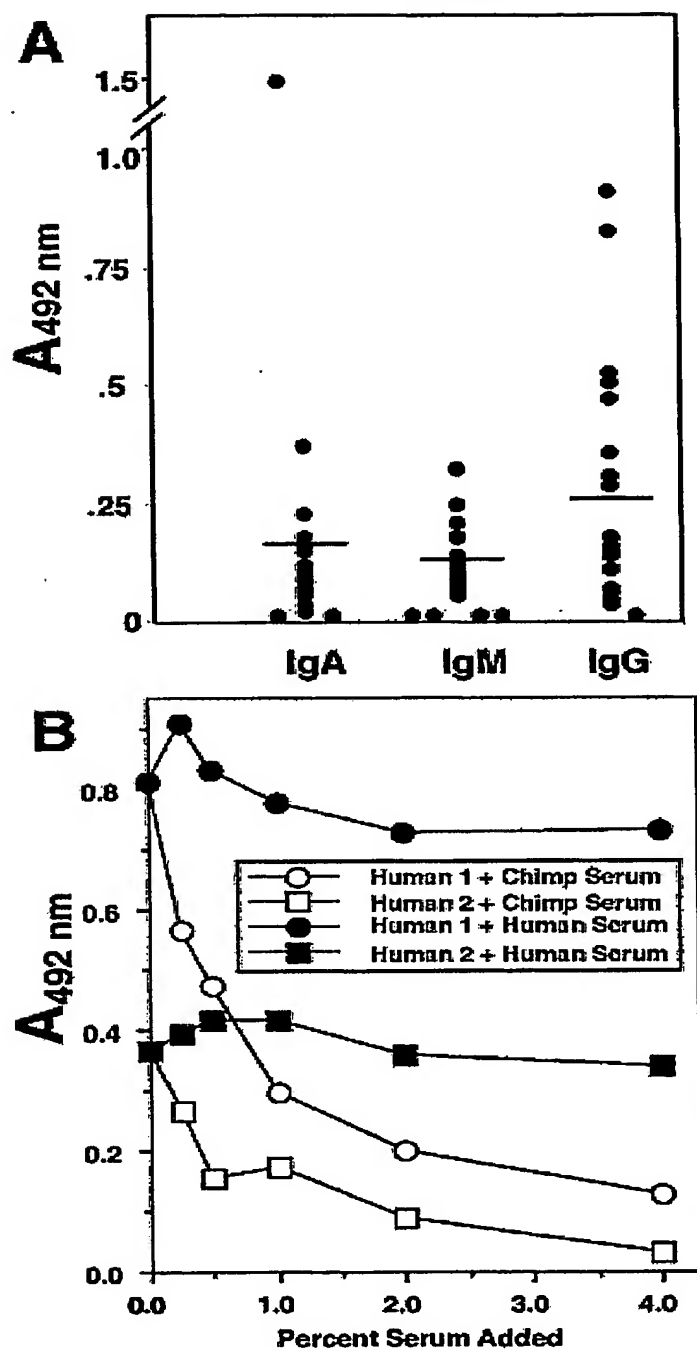 A
1.5
1.0
.75
.5
.25
0
A492 nm
IgA IgM IgG
B
0.8
0.6
0.4
0.2
0.0
A492 nm
Human 1 + Chimp Serum
Human 2 + Chimp Serum
Human 1 + Human Serum
Human 2 + Human Serum
0.0 1.0 2.0 3.0 4.0
Percent Serum Added